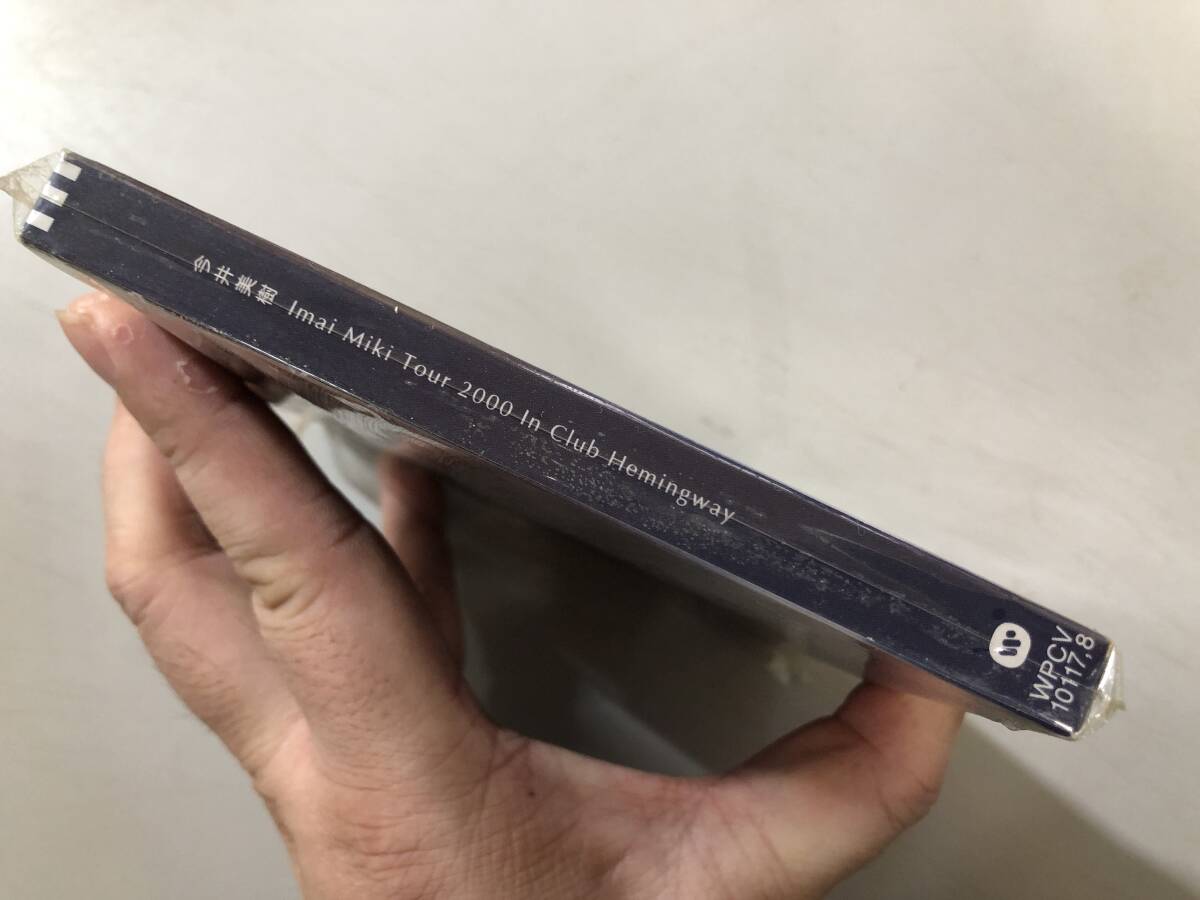 今井美樹 Imai Miki Tour 2000 In Club Hemingway
WPCV
10117,8